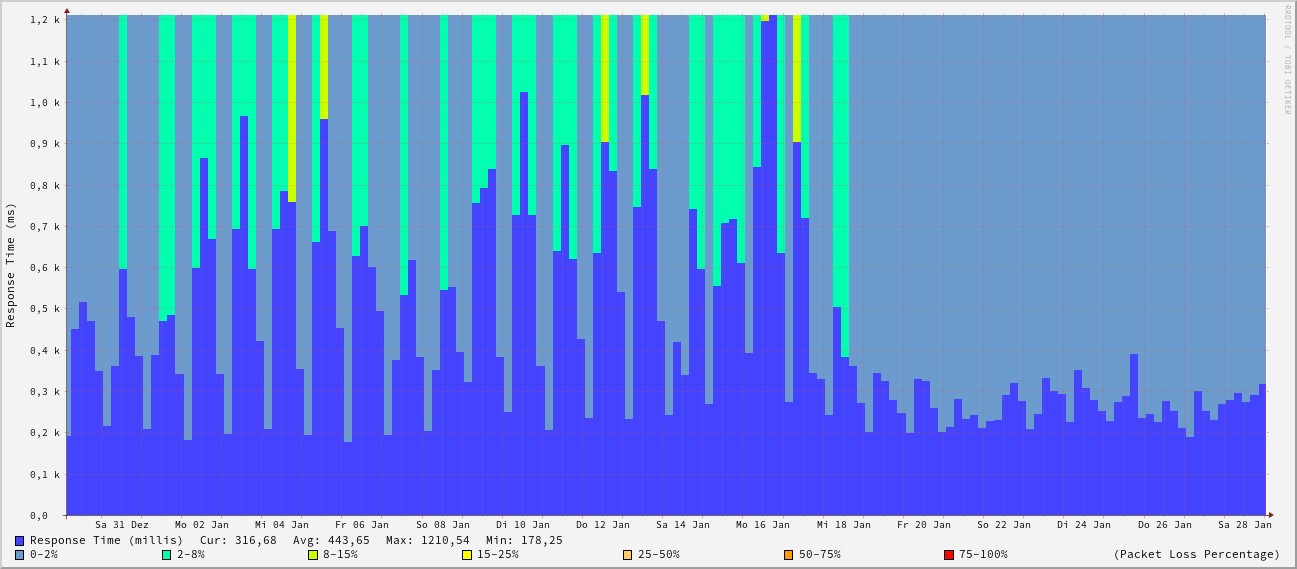 RRDTOOL / TOBI OETIKER
Response Time (ms)
1,2 k
1,1 k
1,0 k
0,9 k
0,8 k
0,7 k
0,6 k
0,5 k
0,4 k
0,3 k
0,2 k
0,1 k
0,0
Sa 31 Dez Mo 02 Jan Mi 04 Jan Fr 06 Jan So 08 Jan Di 10 Jan Do 12 Jan Sa 14 Jan Mo 16 Jan Mi 18 Jan Fr 20 Jan So 22 Jan Di 24 Jan Do 26 Jan Sa 28 Jan
Response Time (millis) Cur: 316,68 Avg: 443,65 Max: 1210,54 Min: 178,25
0-2% 2-8% 8-15% 15-25% 25-50% 50-75% 75-100% (Packet Loss Percentage)